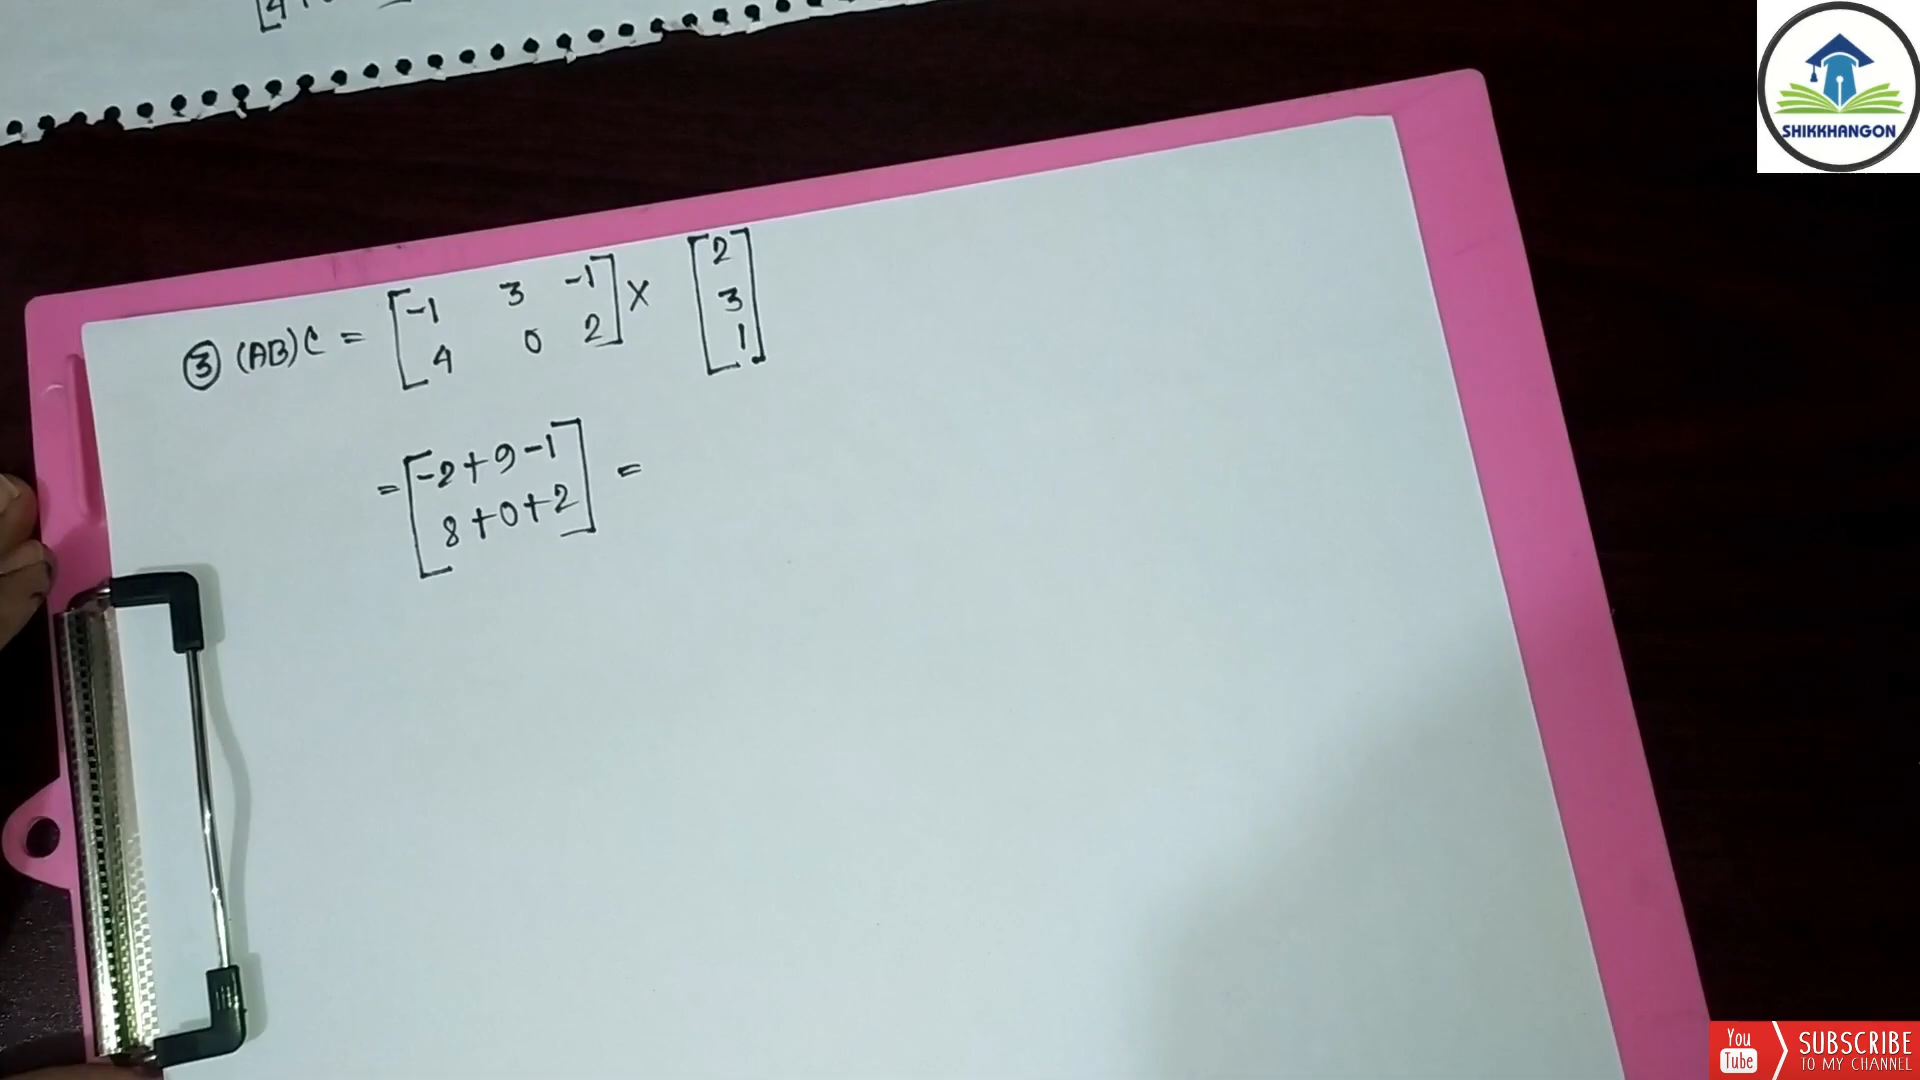 [4
SHIKKHANGON
③ (AB)C = [-1 3 -1
4 0 2] × [2
3
1]
= [-2+9-1
8+0+2] =
You Tube SUBSCRIBE
TO MY CHANNEL